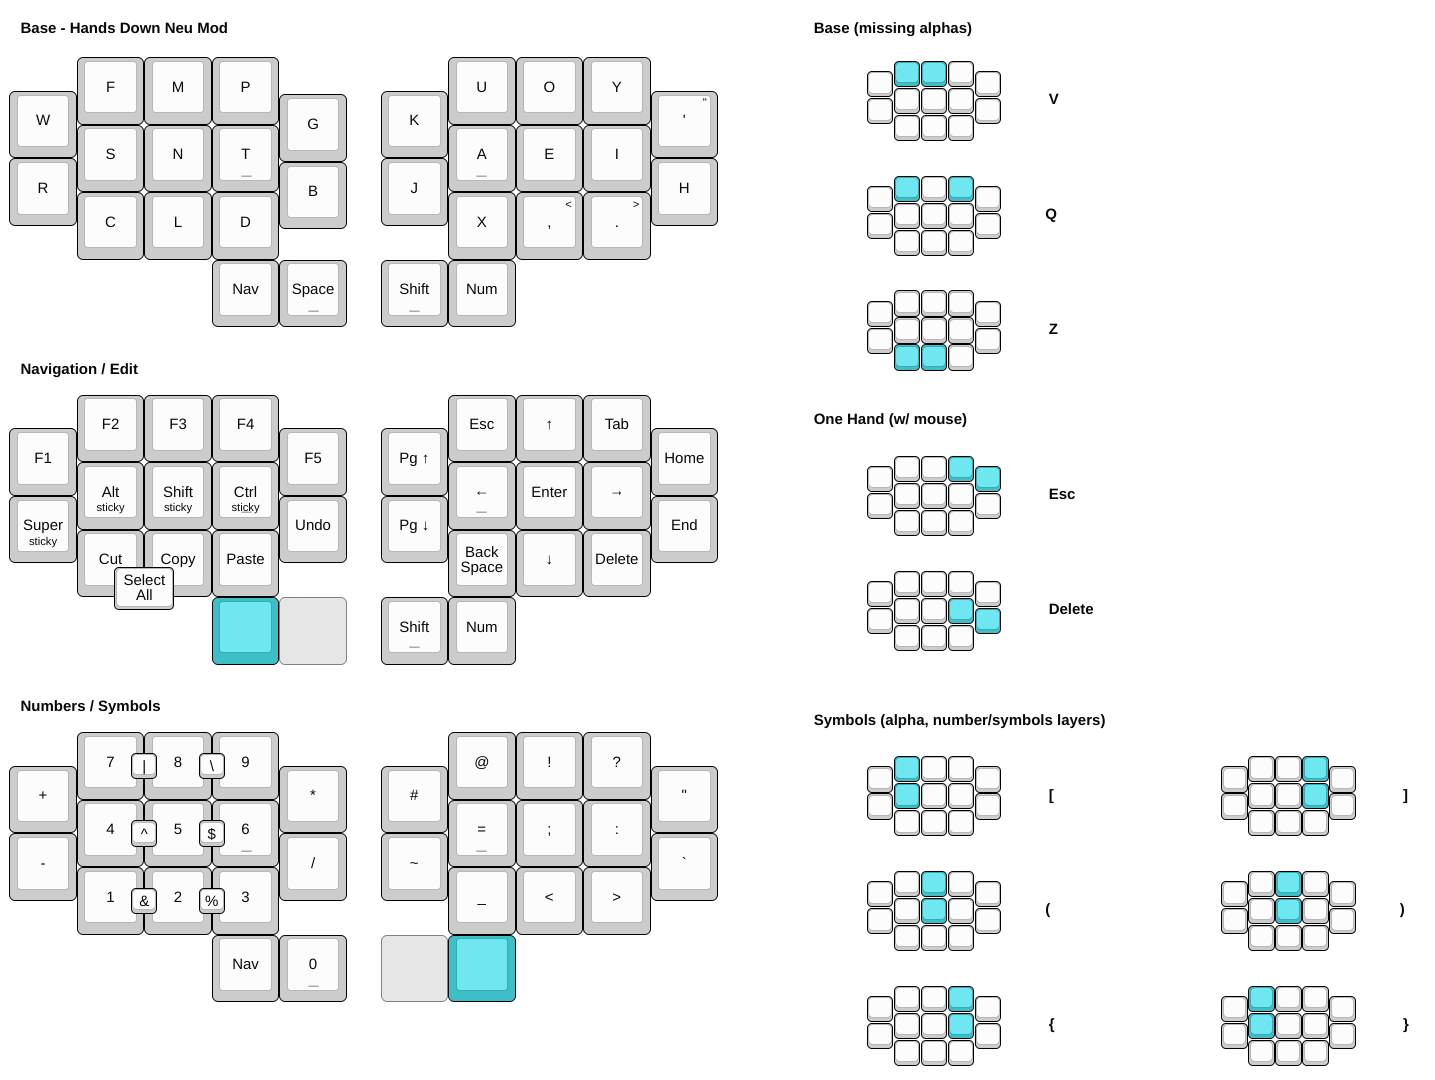 Base - Hands Down Neu Mod
F M P
W G
S N T
R B
C L D
Nav Space
U O Y
K ' "
A E I
J H
X , < . >
Shift Num
Navigation / Edit
F2 F3 F4
F1 F5
Alt Shift Ctrl
sticky sticky sticky
Super Undo
sticky
Cut Copy Paste
Select
All
Esc ↑ Tab
Pg ↑ Home
← Enter →
Pg ↓ End
Back
Space ↓ Delete
Shift Num
Numbers / Symbols
7 | 8 \ 9
+ *
4 ^ 5 $ 6
- /
1 & 2 % 3
Nav 0
@ ! ?
# "
= ; :
~ `
_ < >
Base (missing alphas)
V
Q
Z
One Hand (w/ mouse)
Esc
Delete
Symbols (alpha, number/symbols layers)
[ ]
( )
{ }